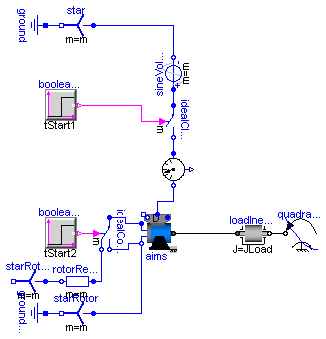 star
ground
m=m
sineVol...
m=m
+
boolea...
tStart1
idealCl...
m
A
boolea...
tStart2
idealCo...
m
D
aims
loadIne...
J=JLoad
quadra...
starRot...
m=m
rotorRe...
m=m
starRotor
m=m
ground...